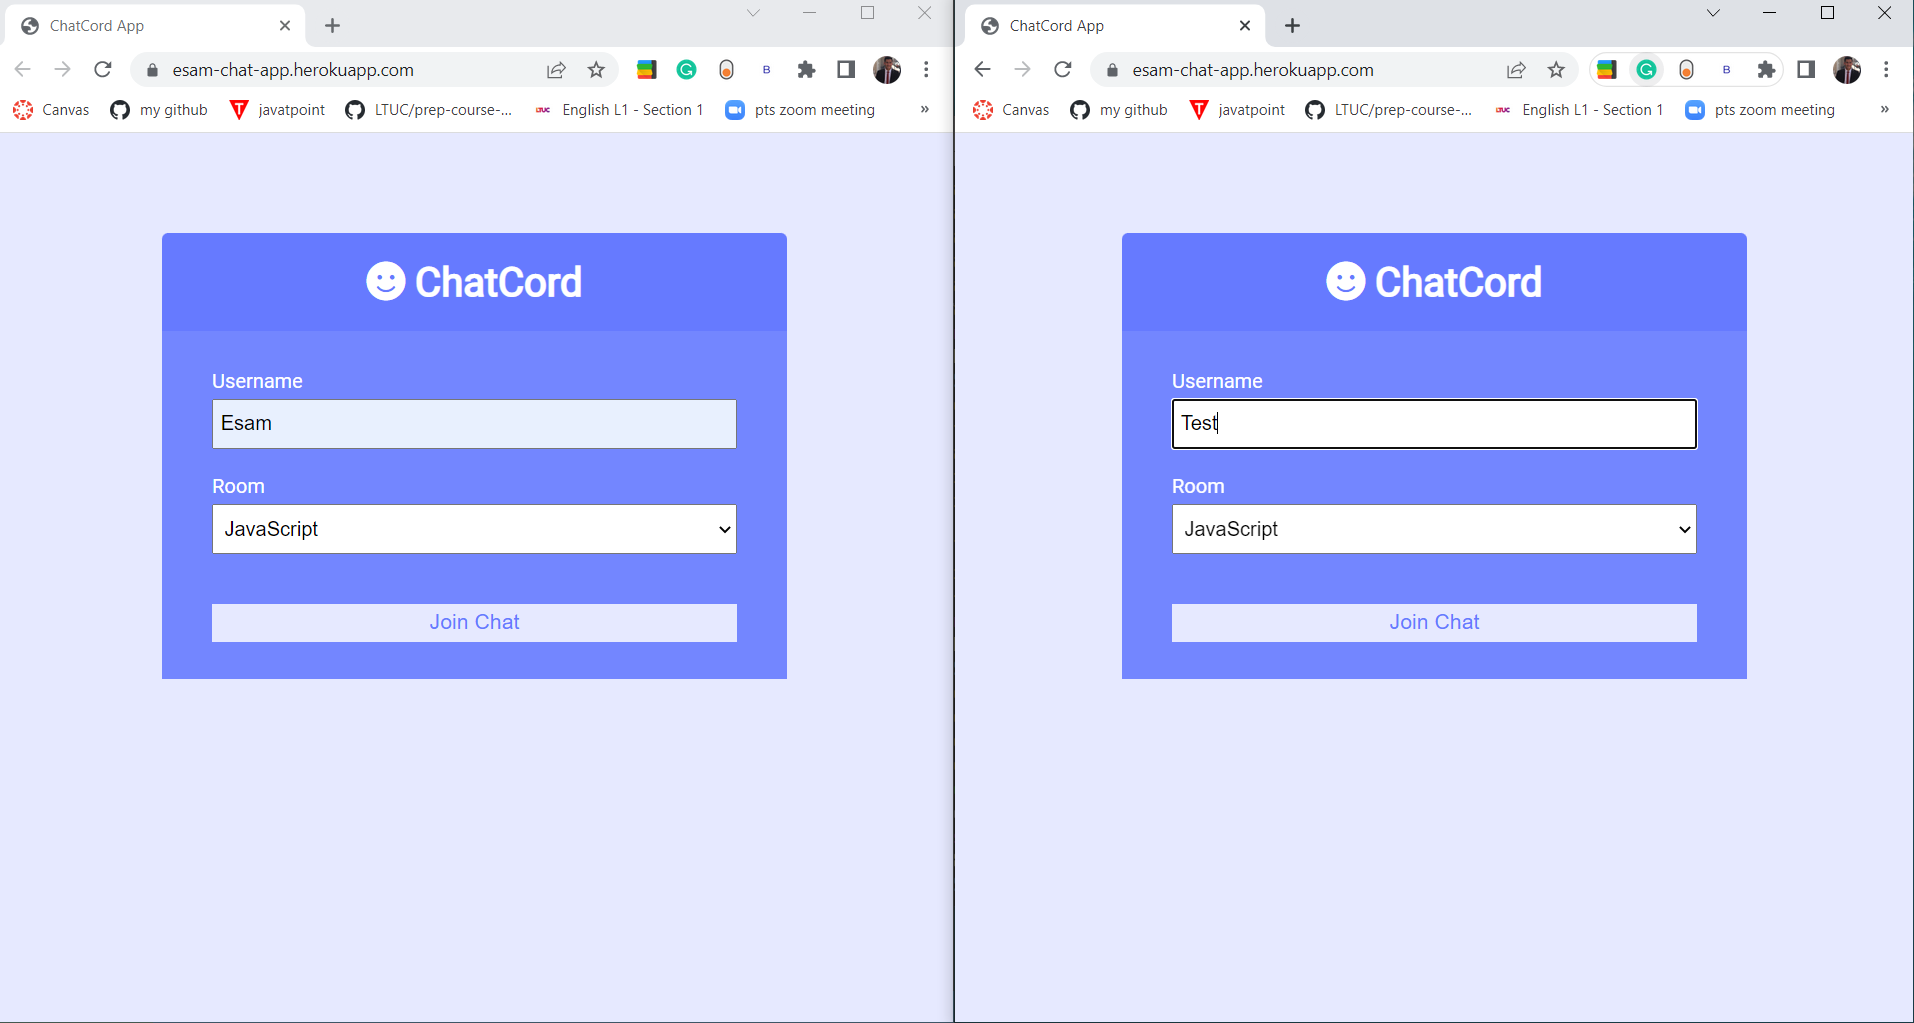 ChatCord App
esam-chat-app.herokuapp.com
B
Canvas my github javatpoint LTUC/prep-course-... LTUC English L1 - Section 1 pts zoom meeting »
ChatCord
Username
Esam
Room
JavaScript
Join Chat
ChatCord App
esam-chat-app.herokuapp.com
B
Canvas my github javatpoint LTUC/prep-course-... LTUC English L1 - Section 1 pts zoom meeting »
ChatCord
Username
Test
Room
JavaScript
Join Chat